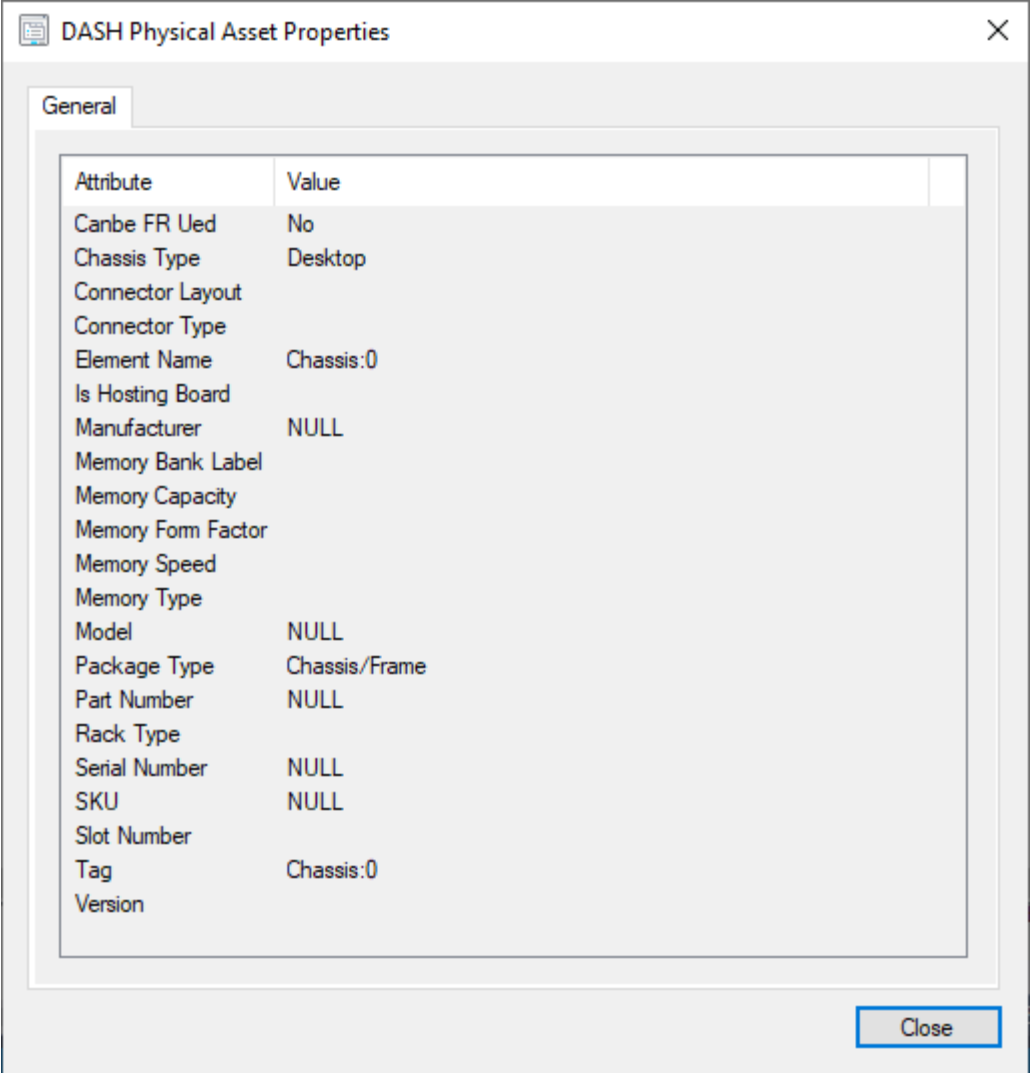 DASH Physical Asset Properties
General
Attribute Value
Canbe FR Ued No
Chassis Type Desktop
Connector Layout
Connector Type
Element Name Chassis:0
Is Hosting Board
Manufacturer NULL
Memory Bank Label
Memory Capacity
Memory Form Factor
Memory Speed
Memory Type
Model NULL
Package Type Chassis/Frame
Part Number NULL
Rack Type
Serial Number NULL
SKU NULL
Slot Number
Tag Chassis:0
Version
Close